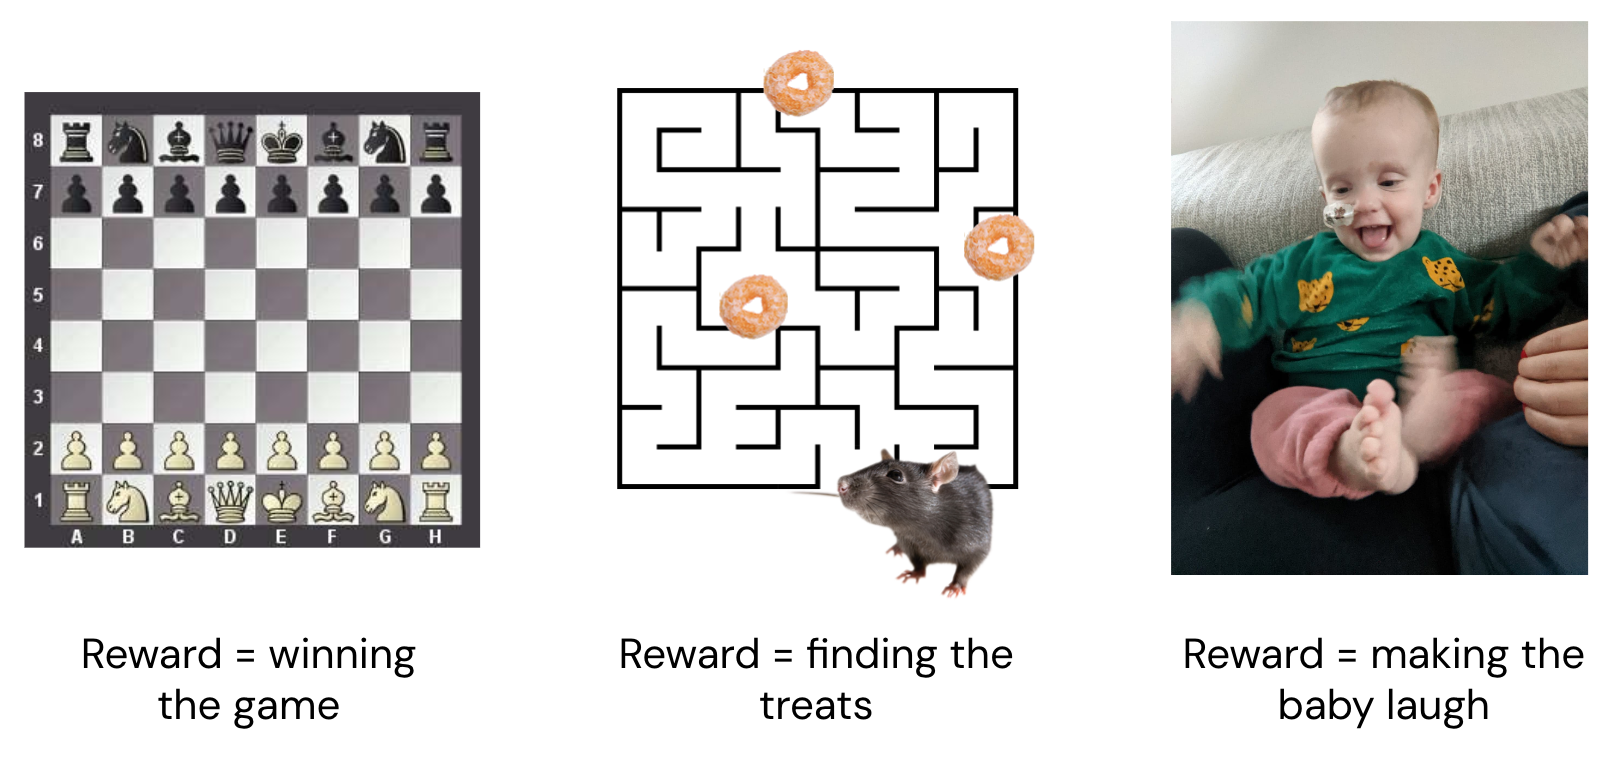 8
7
6
5
4
3
2
1
A B C D E F G H
Reward = winning
the game
Reward = finding the
treats
Reward = making the
baby laugh